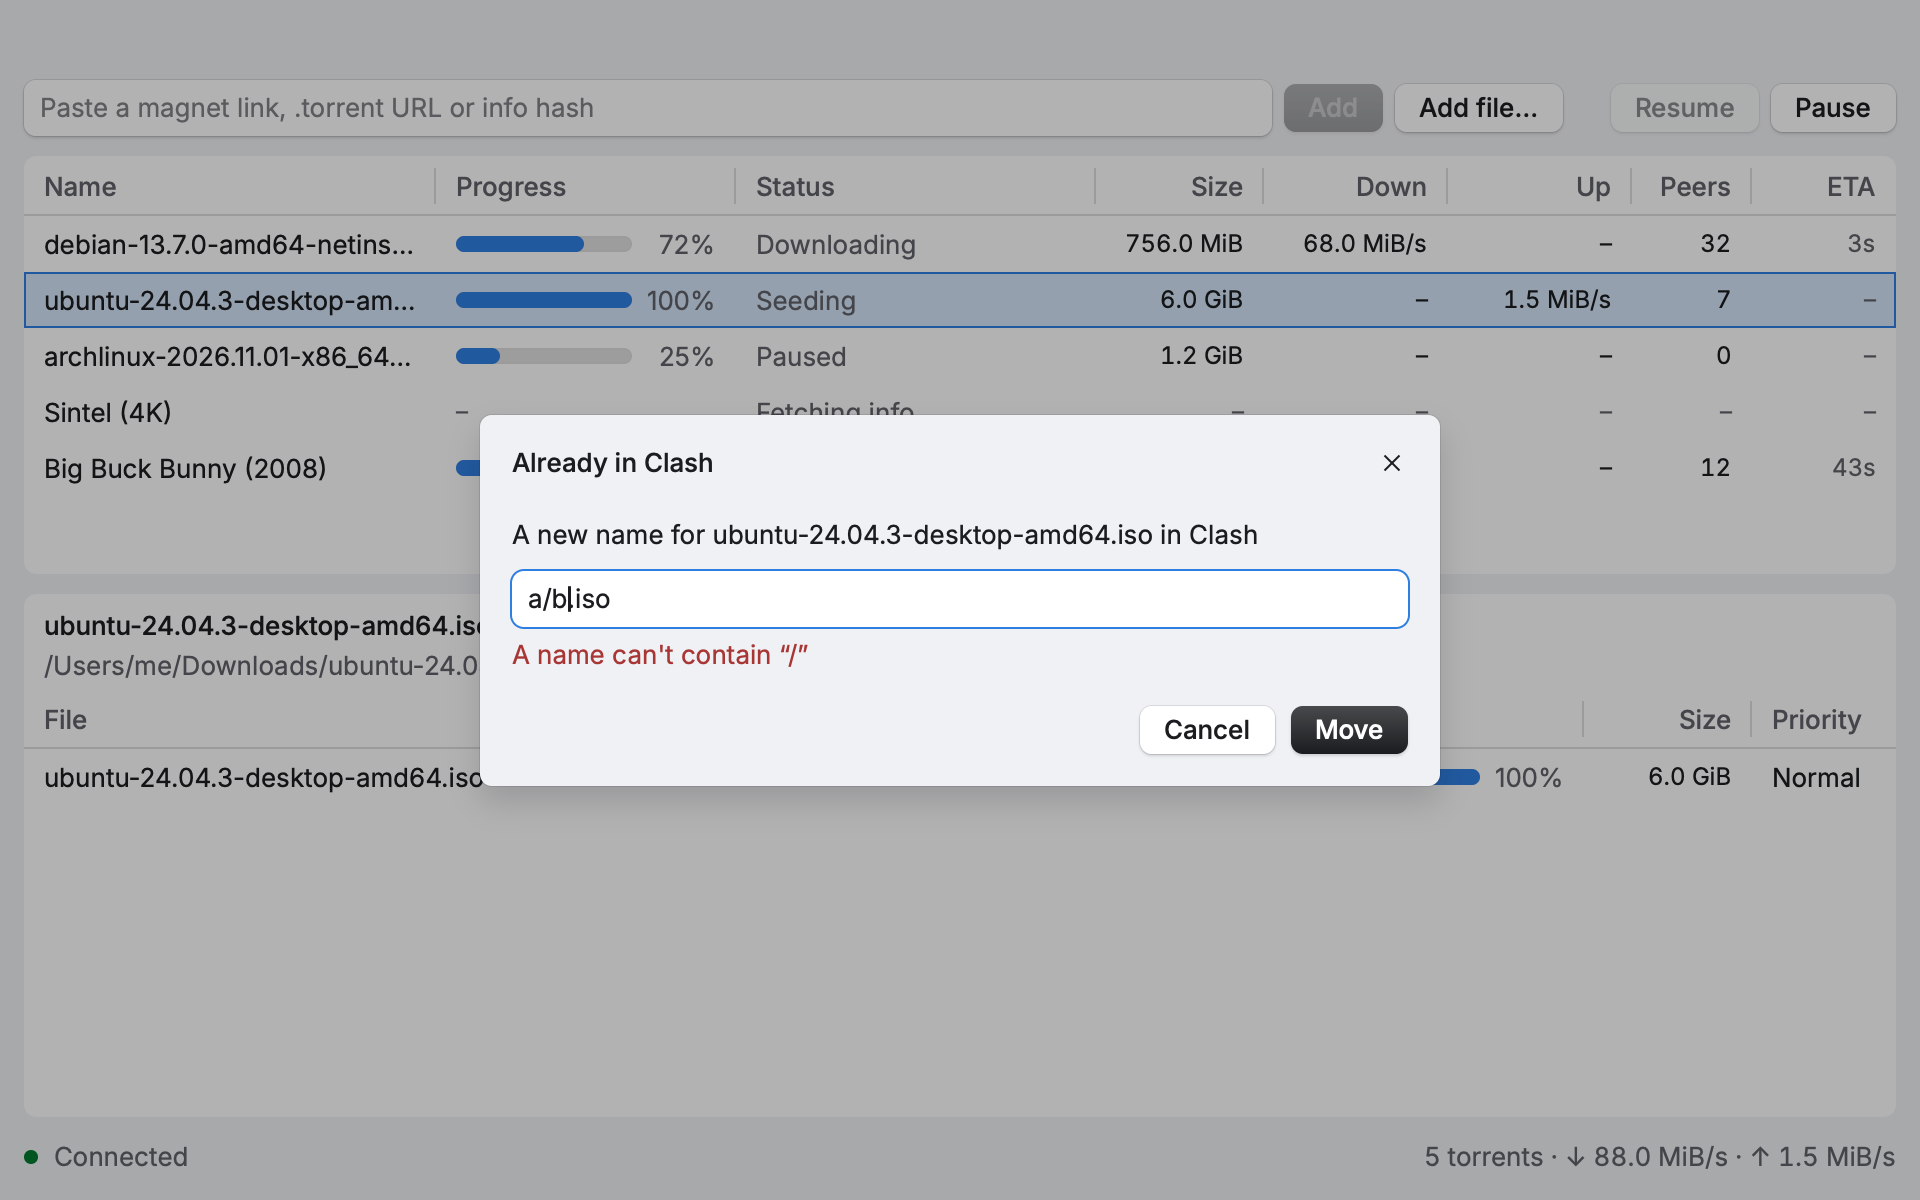 Paste a magnet link, .torrent URL or info hash Add Add file... Resume Pause
Name Progress Status Size Down Up Peers ETA
debian-13.7.0-amd64-netins... 72% Downloading 756.0 MiB 68.0 MiB/s – 32 3s
ubuntu-24.04.3-desktop-am... 100% Seeding 6.0 GiB – 1.5 MiB/s 7 –
archlinux-2026.11.01-x86_64... 25% Paused 1.2 GiB – – 0 –
Sintel (4K) – Fetching info – – – – –
Big Buck Bunny (2008) – 12 43s
Already in Clash
A new name for ubuntu-24.04.3-desktop-amd64.iso in Clash
a/b.iso
A name can't contain “/”
Cancel Move
ubuntu-24.04.3-desktop-amd64.iso
/Users/me/Downloads/ubuntu-24.0
File Size Priority
ubuntu-24.04.3-desktop-amd64.iso 100% 6.0 GiB Normal
Connected 5 torrents · ↓ 88.0 MiB/s · ↑ 1.5 MiB/s